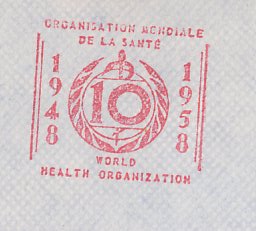 ORGANISATION MONDIALE
DE LA SANTÉ
1948
10
1958
WORLD
HEALTH ORGANIZATION